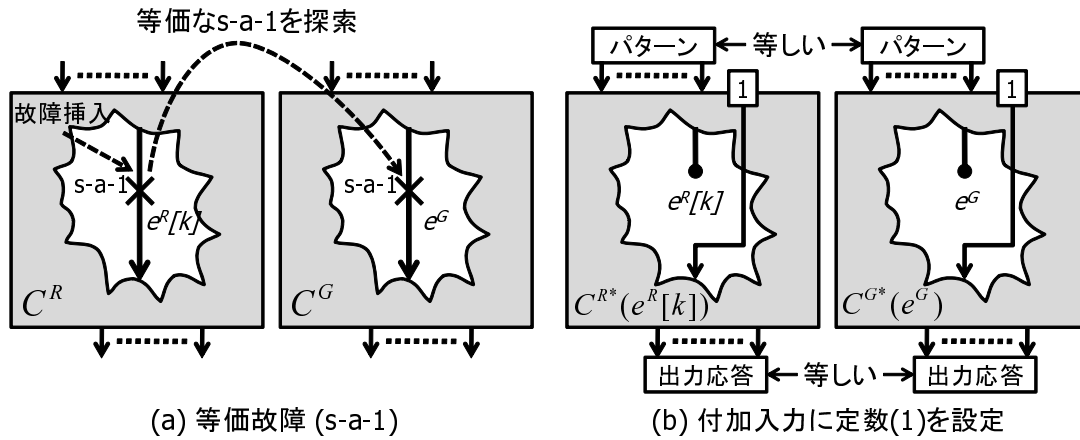 等価なs-a-1を探索
故障挿入
s-a-1
e^R[k]
C^R
s-a-1
e^G
C^G
(a) 等価故障 (s-a-1)
パターン 等しい パターン
1
1
e^R[k]
e^G
C^{R*}(e^R[k])
C^{G*}(e^G)
出力応答 等しい 出力応答
(b) 付加入力に定数(1)を設定